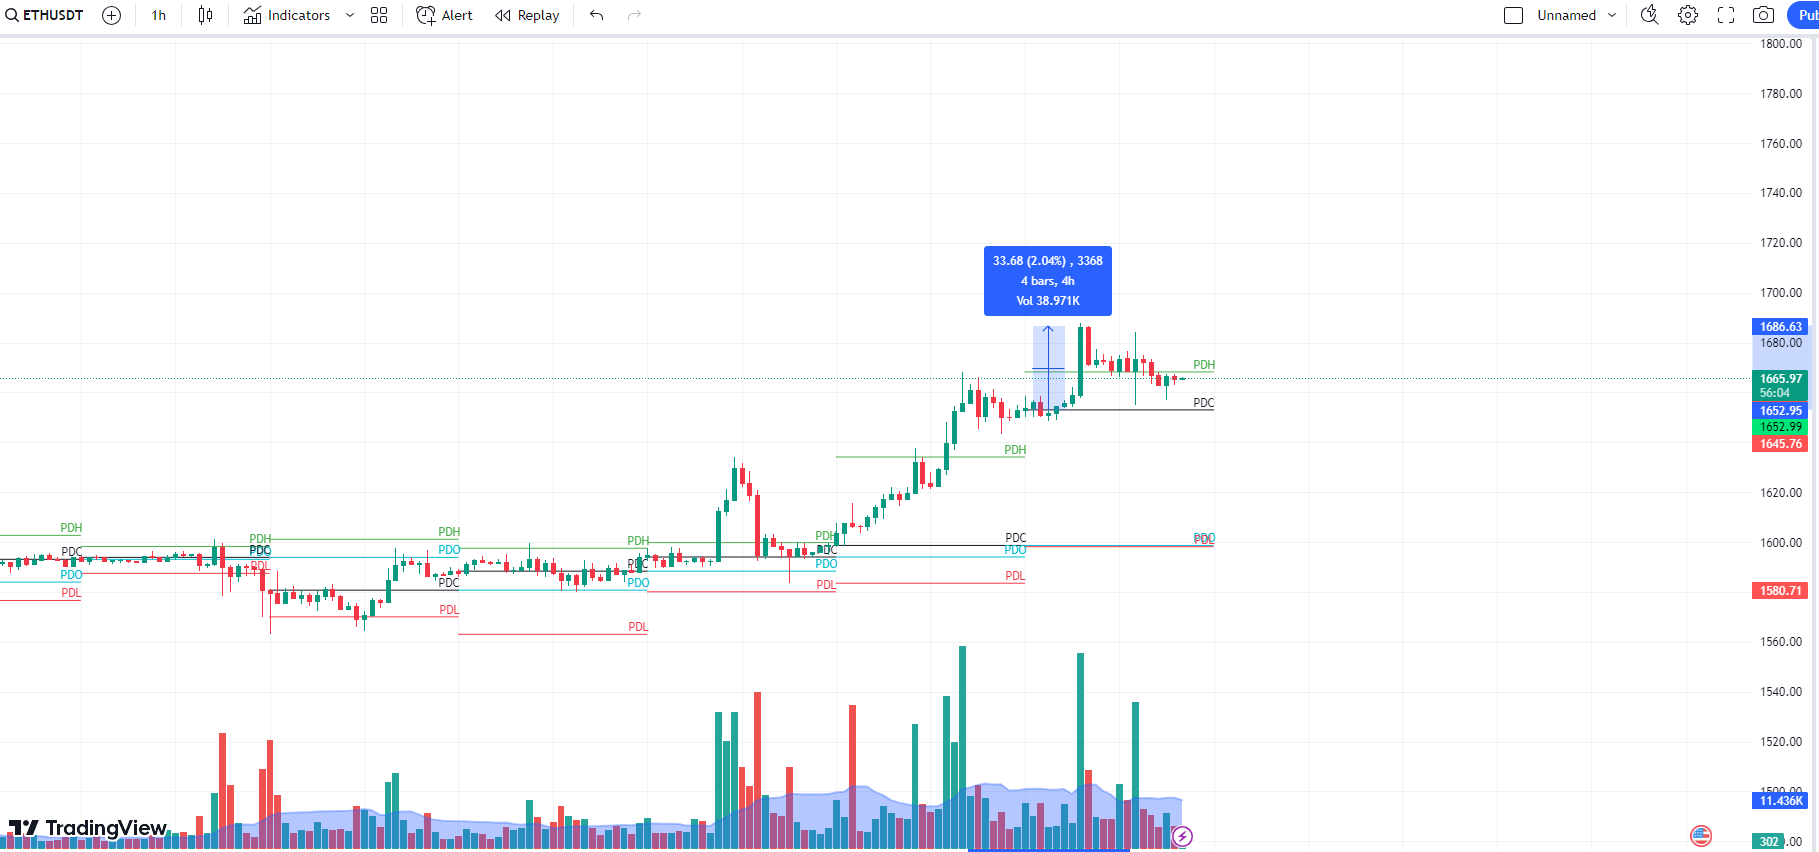 ETHUSDT 1h Indicators Alert Replay Unnamed Pub
1800.00
1780.00
1760.00
1740.00
1720.00
33.68 (2.04%) , 3368
4 bars, 4h
Vol 38.971K
1700.00
1686.63
1680.00
PDH
1665.97
56:04
PDC
1652.95
1652.99
1645.76
PDH
1620.00
PDH
PDH
PDH
PDH
PDH
PDC
PDC
PDO
PDO
PDC
PDC
PDO
PDL
1600.00
PDO
PDL
PDC
PDO
PDO
PDL
PDL
PDL
1580.71
PDL
PDL
1560.00
1540.00
1520.00
1500.00
11.436K
TradingView
302